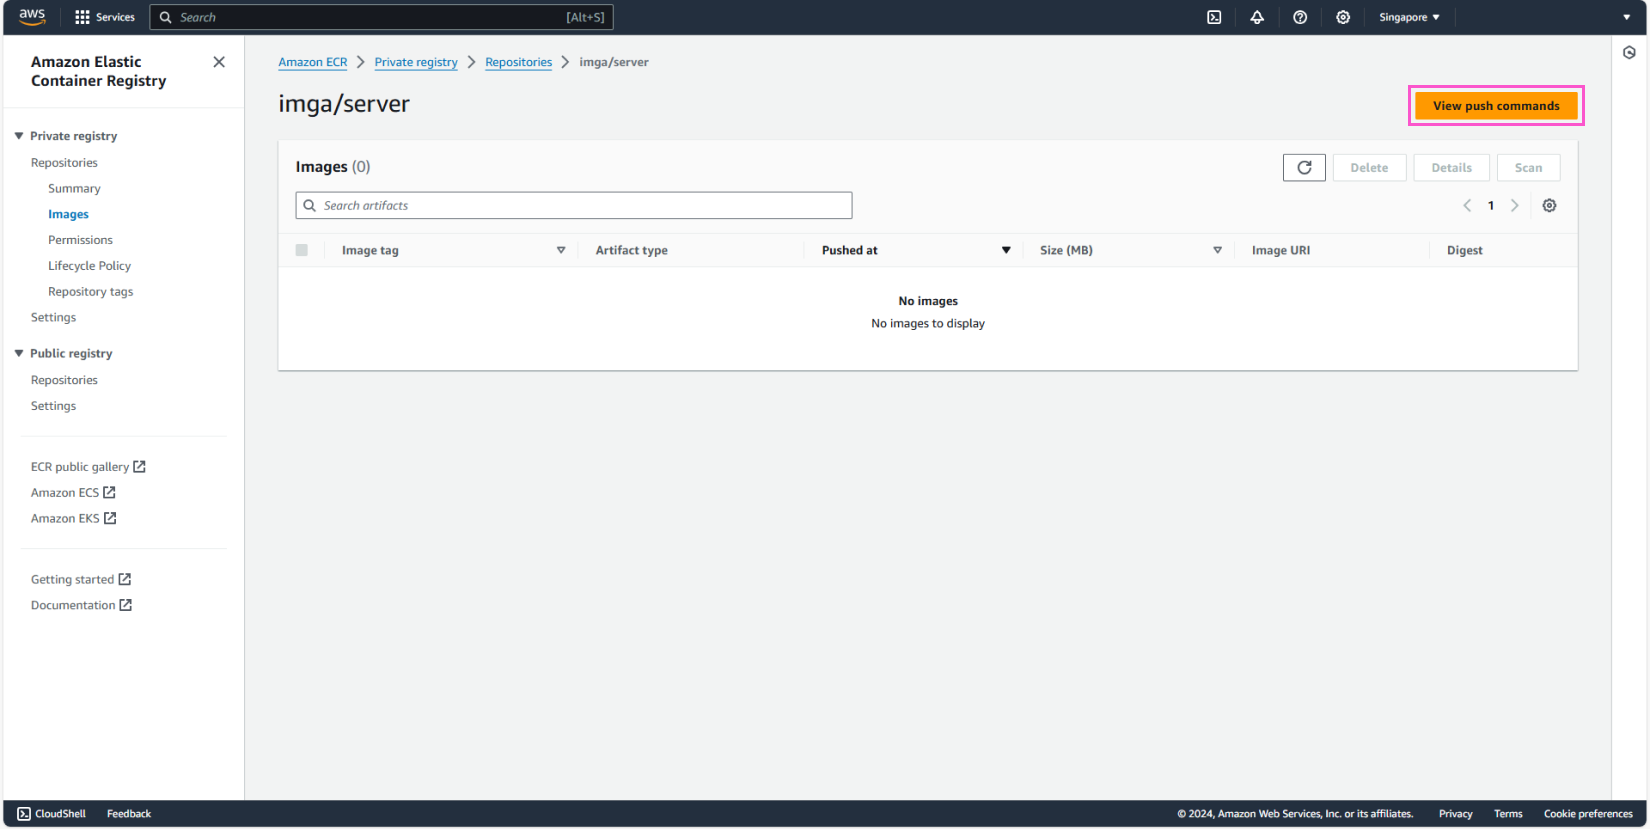 aws
Services
Search
[Alt+S]
Singapore
Amazon Elastic
Container Registry
Private registry
Repositories
Summary
Images
Permissions
Lifecycle Policy
Repository tags
Settings
Public registry
Repositories
Settings
ECR public gallery
Amazon ECS
Amazon EKS
Getting started
Documentation
Amazon ECR
Private registry
Repositories
imga/server
imga/server
View push commands
Images (0)
Delete
Details
Scan
Search artifacts
1
Image tag
Artifact type
Pushed at
Size (MB)
Image URI
Digest
No images
No images to display
CloudShell
Feedback
© 2024, Amazon Web Services, Inc. or its affiliates.
Privacy
Terms
Cookie preferences